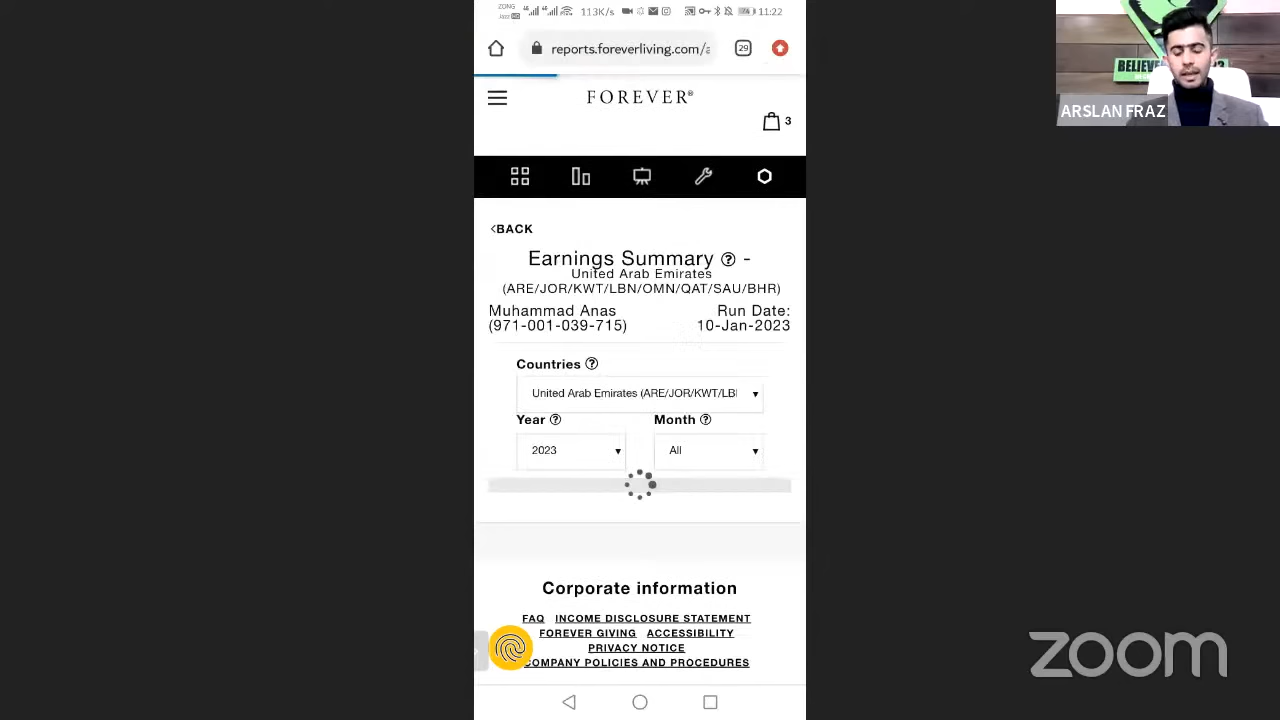 ZONG
Jazz
113K/s
11:22
reports.foreverliving.com/
29
FOREVER®
3
<BACK
Earnings Summary ? -
United Arab Emirates
(ARE/JOR/KWT/LBN/OMN/QAT/SAU/BHR)
Muhammad Anas
Run Date:
(971-001-039-715)
10-Jan-2023
Countries ?
United Arab Emirates (ARE/JOR/KWT/LB
Year ?
Month ?
2023
All
Corporate information
FAQ INCOME DISCLOSURE STATEMENT
FOREVER GIVING ACCESSIBILITY
PRIVACY NOTICE
COMPANY POLICIES AND PROCEDURES
ARSLAN FRAZ
zoom